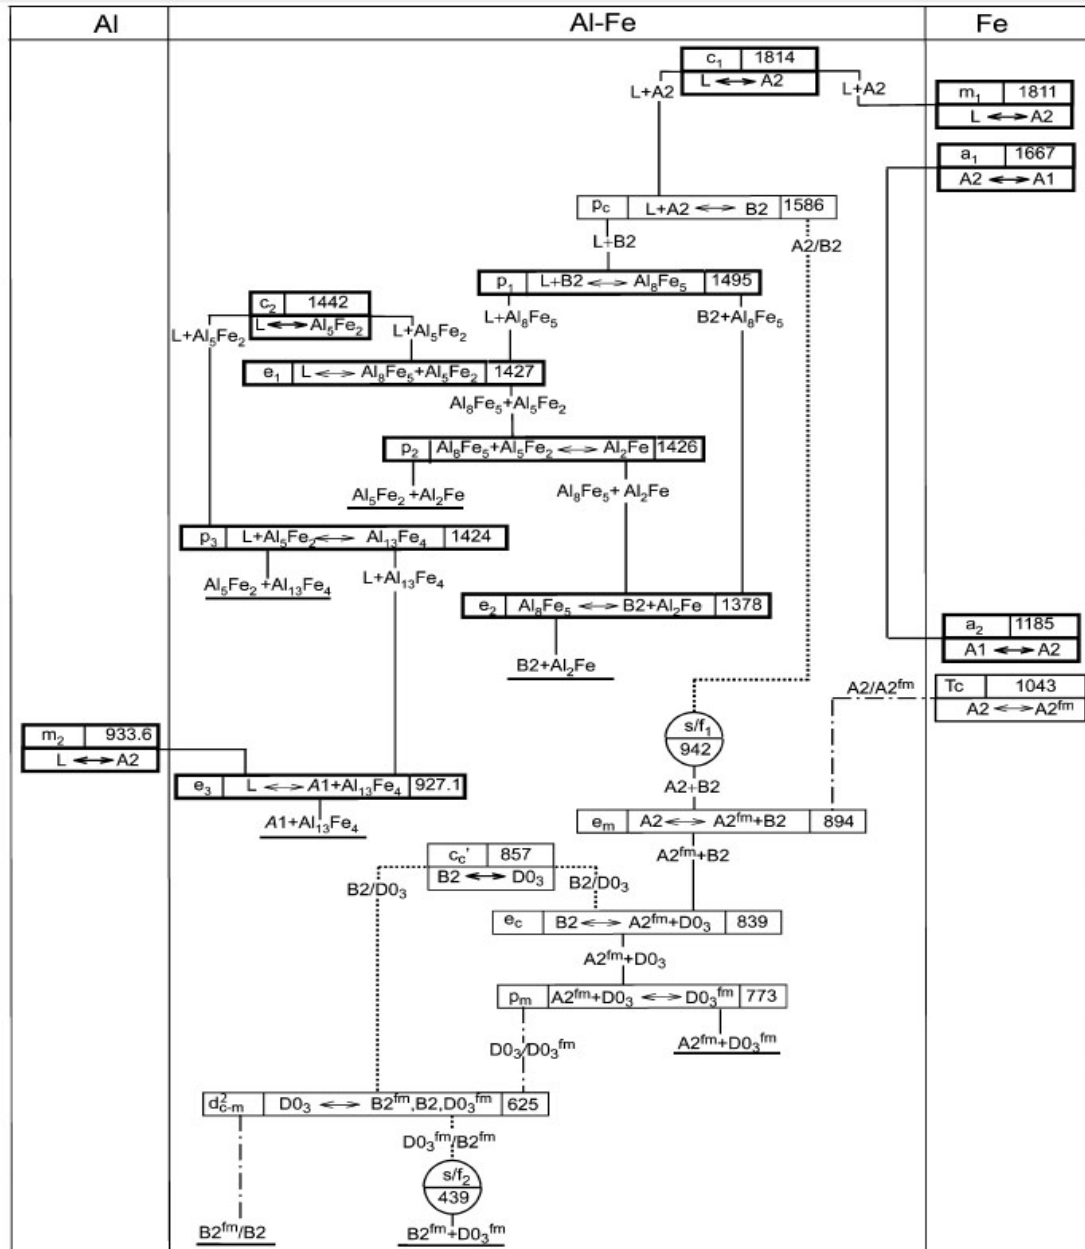 Al Al-Fe Fe
c₁ 1814
L ⟷ A2
L+A2 L+A2
m₁ 1811
L ⟷ A2
a₁ 1667
A2 ⟷ A1
p_c L+A2 ⟷ B2 1586
L+B2 A2/B2
p₁ L+B2 ⟷ Al₈Fe₅ 1495
c₂ 1442
L ⟷ Al₅Fe₂
L+Al₅Fe₂ L+Al₅Fe₂ L+Al₈Fe₅ B2+Al₈Fe₅
e₁ L ⟷ Al₈Fe₅+Al₅Fe₂ 1427
Al₈Fe₅+Al₅Fe₂
p₂ Al₈Fe₅+Al₅Fe₂ ⟷ Al₂Fe 1426
Al₅Fe₂ +Al₂Fe Al₈Fe₅+ Al₂Fe
p₃ L+Al₅Fe₂ ⟷ Al₁₃Fe₄ 1424
Al₅Fe₂ +Al₁₃Fe₄ L+Al₁₃Fe₄
e₂ Al₈Fe₅ ⟷ B2+Al₂Fe 1378
B2+Al₂Fe
a₂ 1185
A1 ⟷ A2
A2/A2ᶠᵐ
Tc 1043
A2 ⟷ A2ᶠᵐ
s/f₁
942
m₂ 933.6
L ⟷ A2
e₃ L ⟷ A1+Al₁₃Fe₄ 927.1
A2+B2
A1+Al₁₃Fe₄
e_m A2 ⟷ A2ᶠᵐ+B2 894
A2ᶠᵐ+B2
c_c' 857
B2 ⟷ D0₃
B2/D0₃ B2/D0₃
e_c B2 ⟷ A2ᶠᵐ+D0₃ 839
A2ᶠᵐ+D0₃
p_m A2ᶠᵐ+D0₃ ⟷ D0₃ᶠᵐ 773
D0₃/D0₃ᶠᵐ A2ᶠᵐ+D0₃ᶠᵐ
d²_c-m D0₃ ⟷ B2ᶠᵐ,B2,D0₃ᶠᵐ 625
D0₃ᶠᵐ/B2ᶠᵐ
s/f₂
439
B2ᶠᵐ/B2 B2ᶠᵐ+D0₃ᶠᵐ